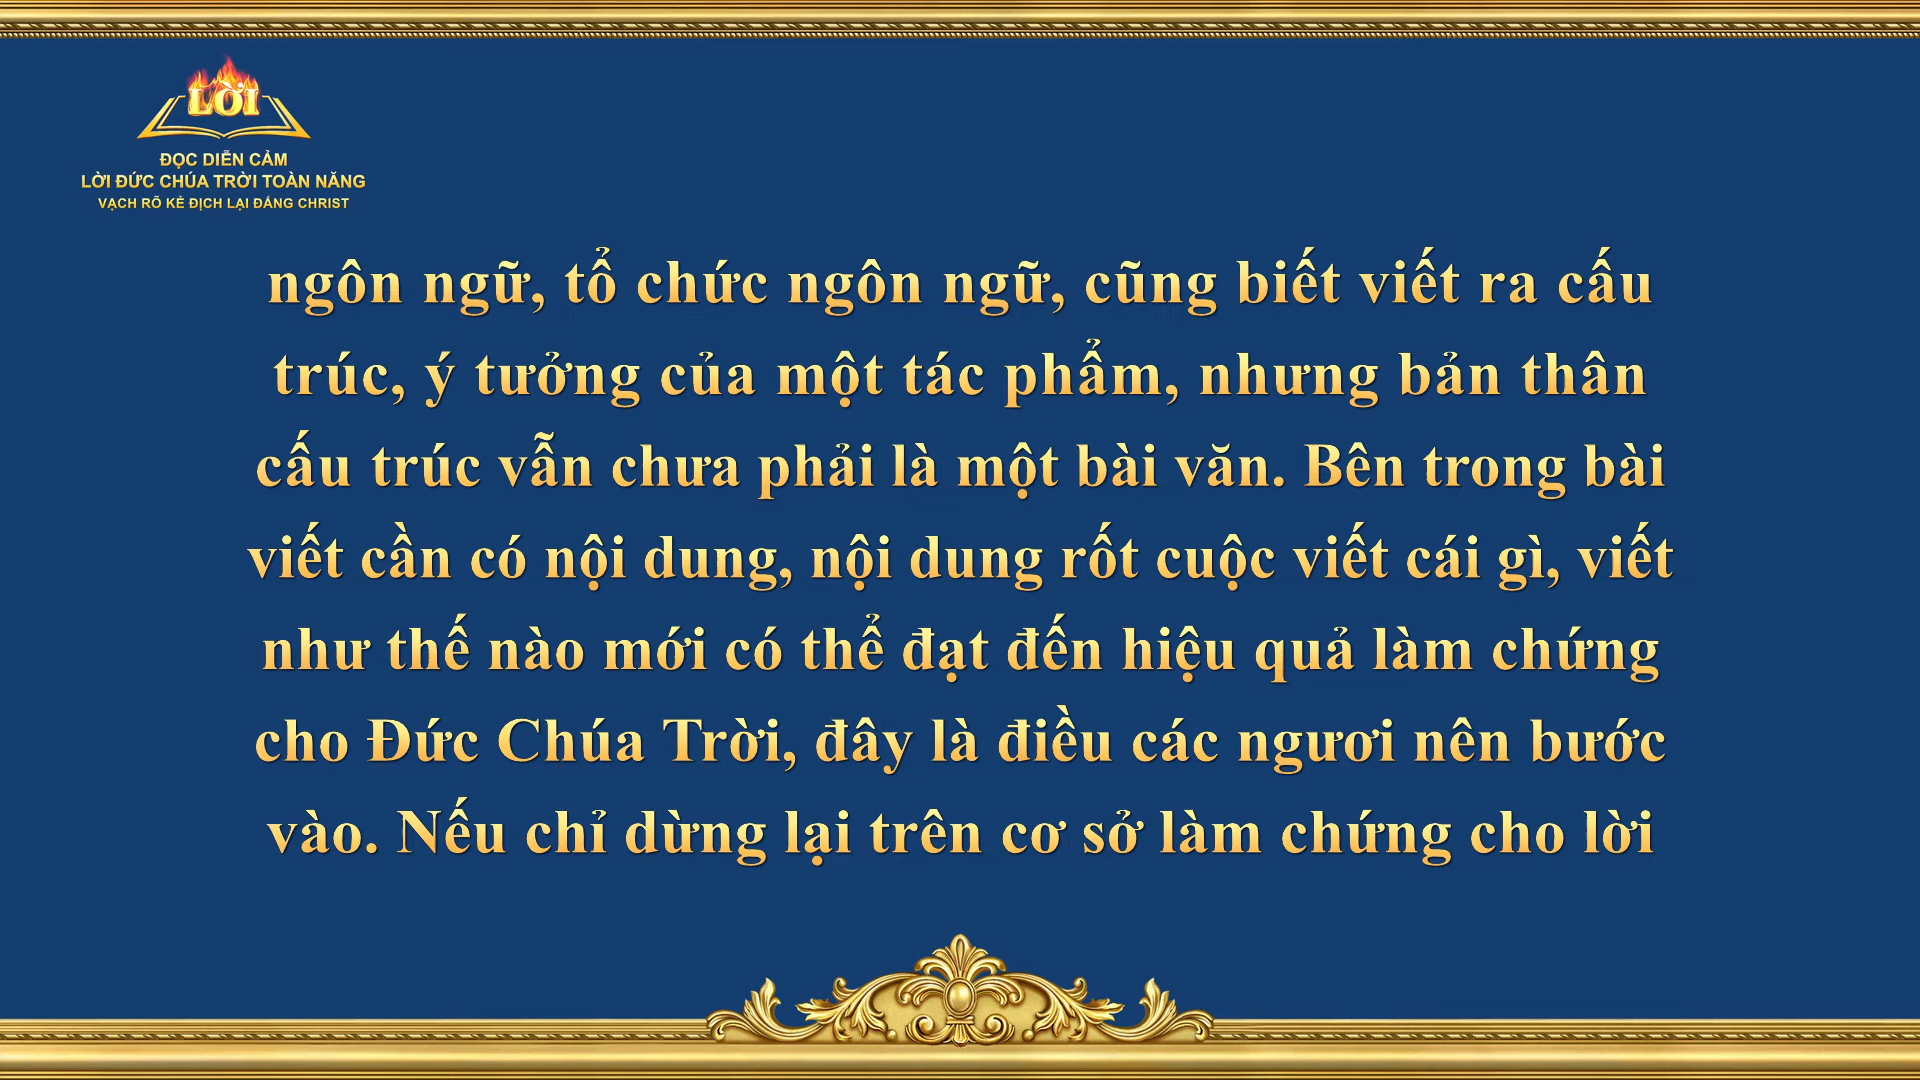 LỜI
ĐỌC DIỄN CẢM
LỜI ĐỨC CHÚA TRỜI TOÀN NĂNG
VẠCH RÕ KẺ ĐỊCH LẠI ĐẤNG CHRIST
ngôn ngữ, tổ chức ngôn ngữ, cũng biết viết ra cấu
trúc, ý tưởng của một tác phẩm, nhưng bản thân
cấu trúc vẫn chưa phải là một bài văn. Bên trong bài
viết cần có nội dung, nội dung rốt cuộc viết cái gì, viết
như thế nào mới có thể đạt đến hiệu quả làm chứng
cho Đức Chúa Trời, đây là điều các ngươi nên bước
vào. Nếu chỉ dừng lại trên cơ sở làm chứng cho lời